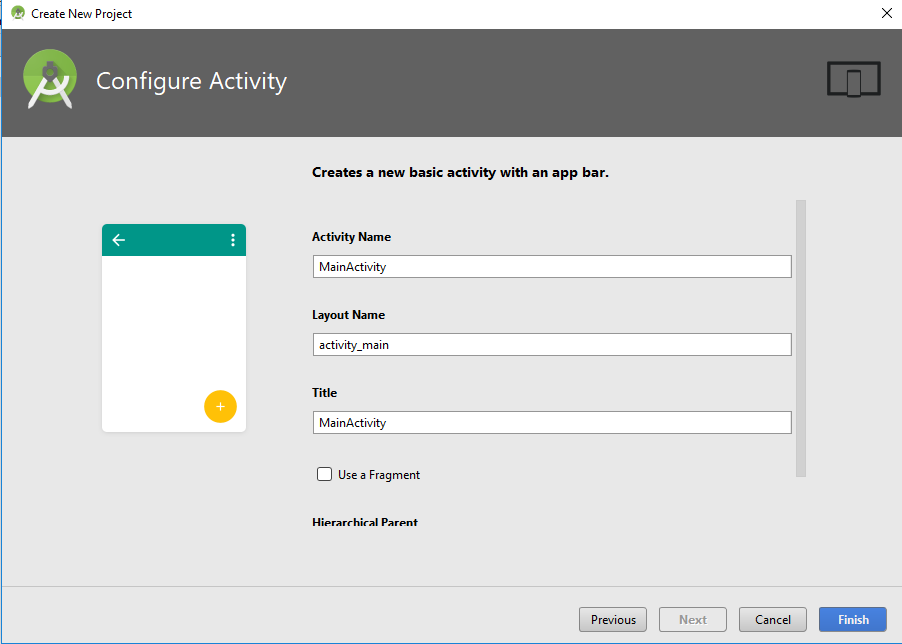 Create New Project
Configure Activity
Creates a new basic activity with an app bar.
Activity Name
MainActivity
Layout Name
activity_main
Title
MainActivity
Use a Fragment
Hierarchical Parent
Previous
Next
Cancel
Finish